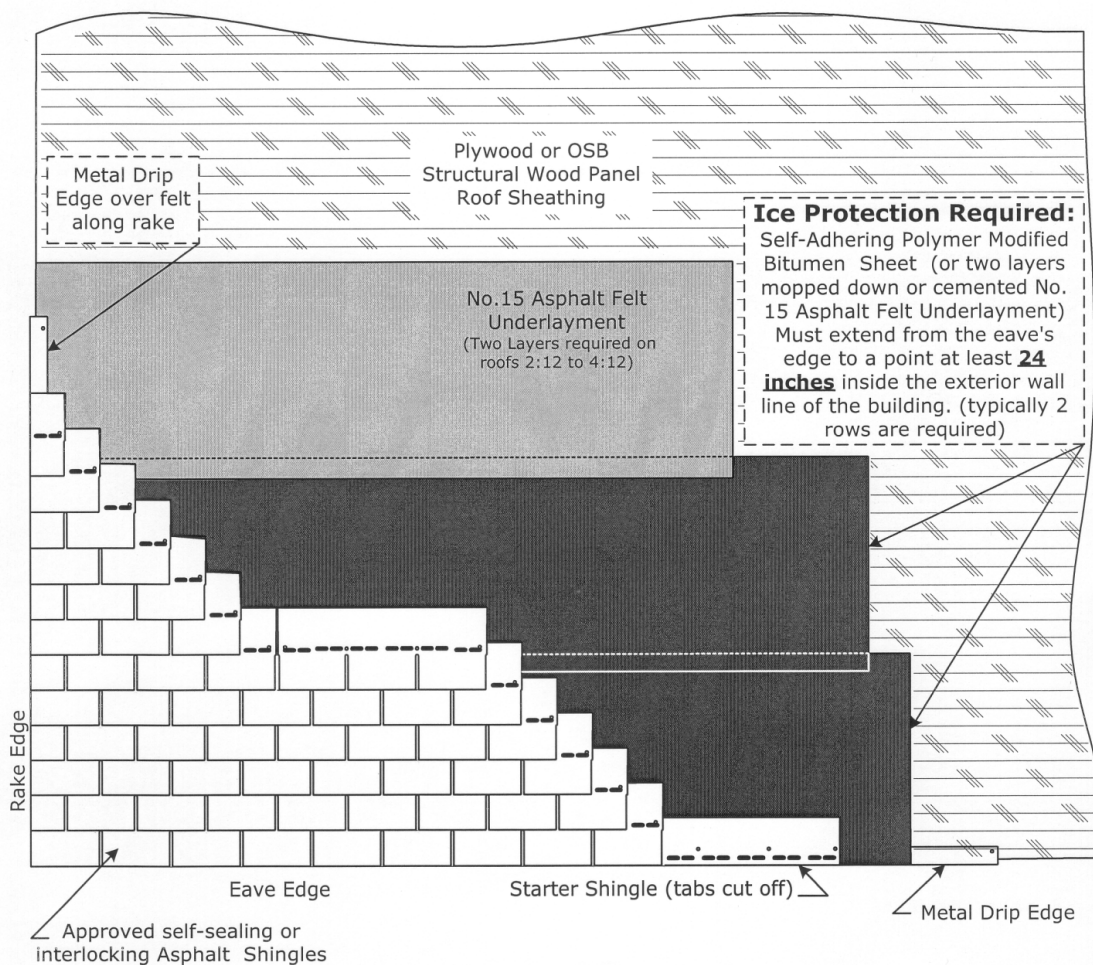 Plywood or OSB
Structural Wood Panel
Roof Sheathing
Metal Drip
Edge over felt
along rake
Ice Protection Required:
Self-Adhering Polymer Modified
Bitumen Sheet (or two layers
mopped down or cemented No.
15 Asphalt Felt Underlayment)
Must extend from the eave's
edge to a point at least 24
inches inside the exterior wall
line of the building. (typically 2
rows are required)
No.15 Asphalt Felt
Underlayment
(Two Layers required on
roofs 2:12 to 4:12)
Rake Edge
Eave Edge
Starter Shingle (tabs cut off)
Metal Drip Edge
Approved self-sealing or
interlocking Asphalt Shingles